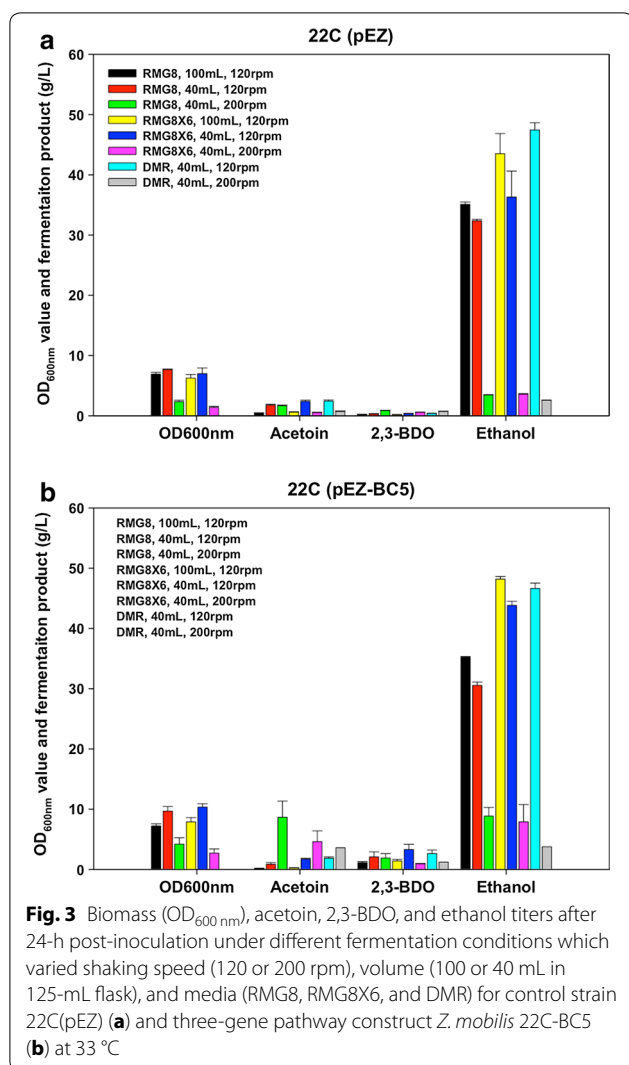 a
22C (pEZ)
60
50
40
30
20
10
0
OD600nm value and fermentaiton product (g/L)
RMG8, 100mL, 120rpm
RMG8, 40mL, 120rpm
RMG8, 40mL, 200rpm
RMG8X6, 100mL, 120rpm
RMG8X6, 40mL, 120rpm
RMG8X6, 40mL, 200rpm
DMR, 40mL, 120rpm
DMR, 40mL, 200rpm
OD600nm Acetoin 2,3-BDO Ethanol
b
22C (pEZ-BC5)
60
50
40
30
20
10
0
OD600nm value and fermentaiton product (g/L)
RMG8, 100mL, 120rpm
RMG8, 40mL, 120rpm
RMG8, 40mL, 200rpm
RMG8X6, 100mL, 120rpm
RMG8X6, 40mL, 120rpm
RMG8X6, 40mL, 200rpm
DMR, 40mL, 120rpm
DMR, 40mL, 200rpm
OD600nm Acetoin 2,3-BDO Ethanol
Fig. 3 Biomass (OD600 nm), acetoin, 2,3-BDO, and ethanol titers after
24-h post-inoculation under different fermentation conditions which
varied shaking speed (120 or 200 rpm), volume (100 or 40 mL in
125-mL flask), and media (RMG8, RMG8X6, and DMR) for control strain
22C(pEZ) (a) and three-gene pathway construct Z. mobilis 22C-BC5
(b) at 33 °C